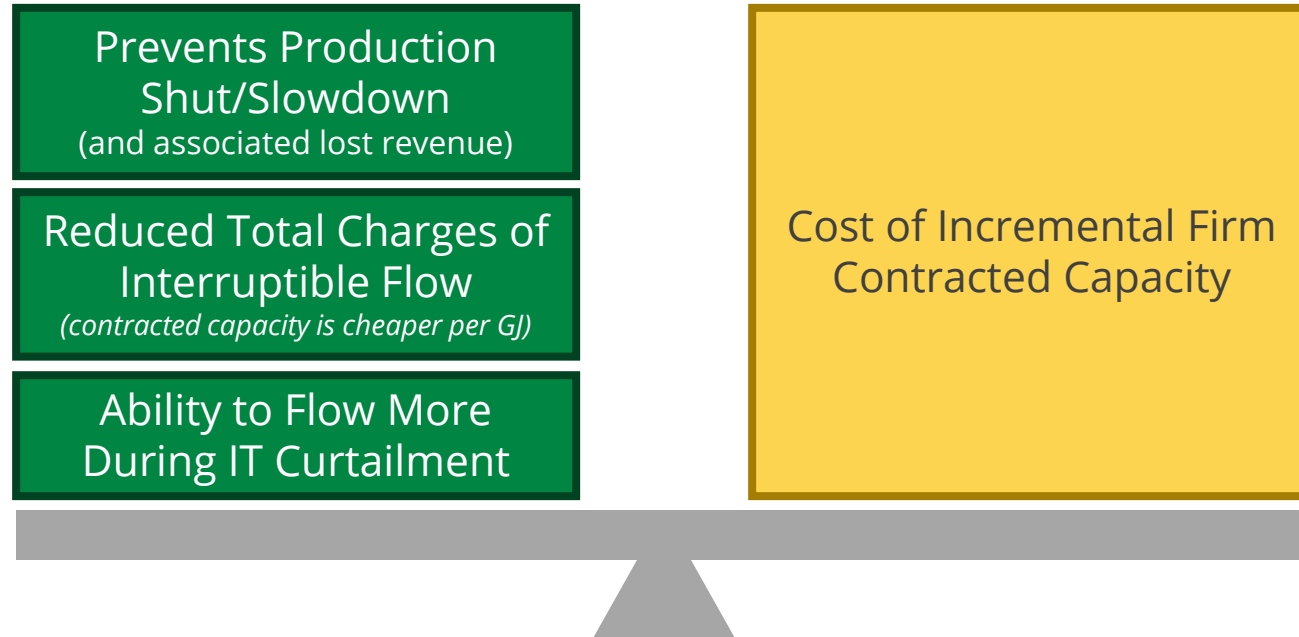 Prevents Production
Shut/Slowdown
(and associated lost revenue)
Reduced Total Charges of
Interruptible Flow
(contracted capacity is cheaper per GJ)
Ability to Flow More
During IT Curtailment
Cost of Incremental Firm
Contracted Capacity